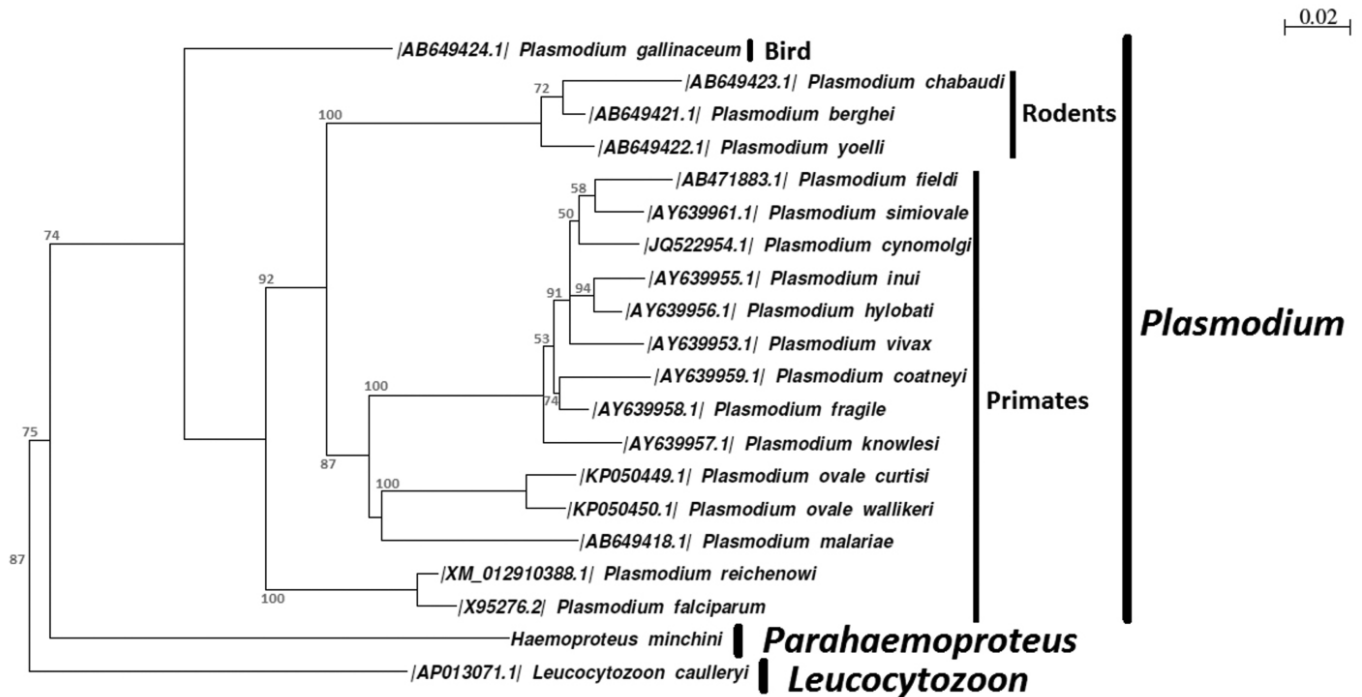 0.02
|AB649424.1| Plasmodium gallinaceum Bird
|AB649423.1| Plasmodium chabaudi
72
|AB649421.1| Plasmodium berghei Rodents
100
|AB649422.1| Plasmodium yoelli
|AB471883.1| Plasmodium fieldi
58
|AY639961.1| Plasmodium simiovale
50
74
|JQ522954.1| Plasmodium cynomolgi
92
|AY639955.1| Plasmodium inui
91 94
|AY639956.1| Plasmodium hylobati
Plasmodium
53
|AY639953.1| Plasmodium vivax
|AY639959.1| Plasmodium coatneyi
100
74
Primates
|AY639958.1| Plasmodium fragile
75
|AY639957.1| Plasmodium knowlesi
87
|KP050449.1| Plasmodium ovale curtisi
100
|KP050450.1| Plasmodium ovale wallikeri
|AB649418.1| Plasmodium malariae
87
|XM_012910388.1| Plasmodium reichenowi
100
|X95276.2| Plasmodium falciparum
Haemoproteus minchini Parahaemoproteus
|AP013071.1| Leucocytozoon caulleryi Leucocytozoon